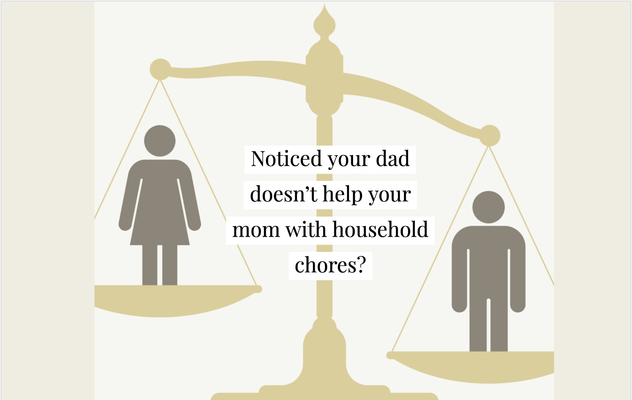 Noticed your dad
doesn’t help your
mom with household
chores?